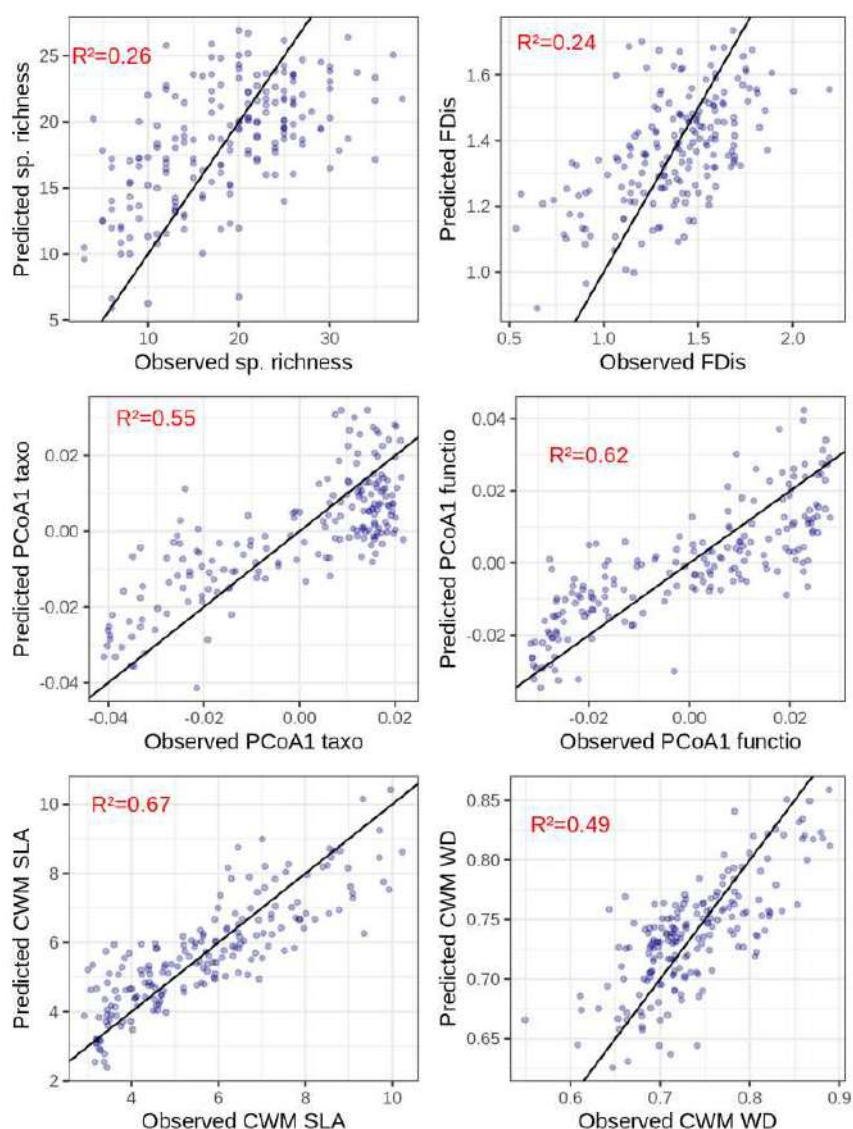 R²=0.26
Predicted sp. richness
25
20
15
10
5
10
20
30
Observed sp. richness
R²=0.24
Predicted FDis
1.6
1.4
1.2
1.0
0.5
1.0
1.5
2.0
Observed FDis
R²=0.55
Predicted PCoA1 taxo
0.02
0.00
-0.02
-0.04
-0.04
-0.02
0.00
0.02
Observed PCoA1 taxo
R²=0.62
Predicted PCoA1 functio
0.04
0.02
0.00
-0.02
-0.02
0.00
0.02
Observed PCoA1 functio
R²=0.67
Predicted CWM SLA
10
8
6
4
2
4
6
8
10
Observed CWM SLA
R²=0.49
Predicted CWM WD
0.85
0.80
0.75
0.70
0.65
0.6
0.7
0.8
0.9
Observed CWM WD